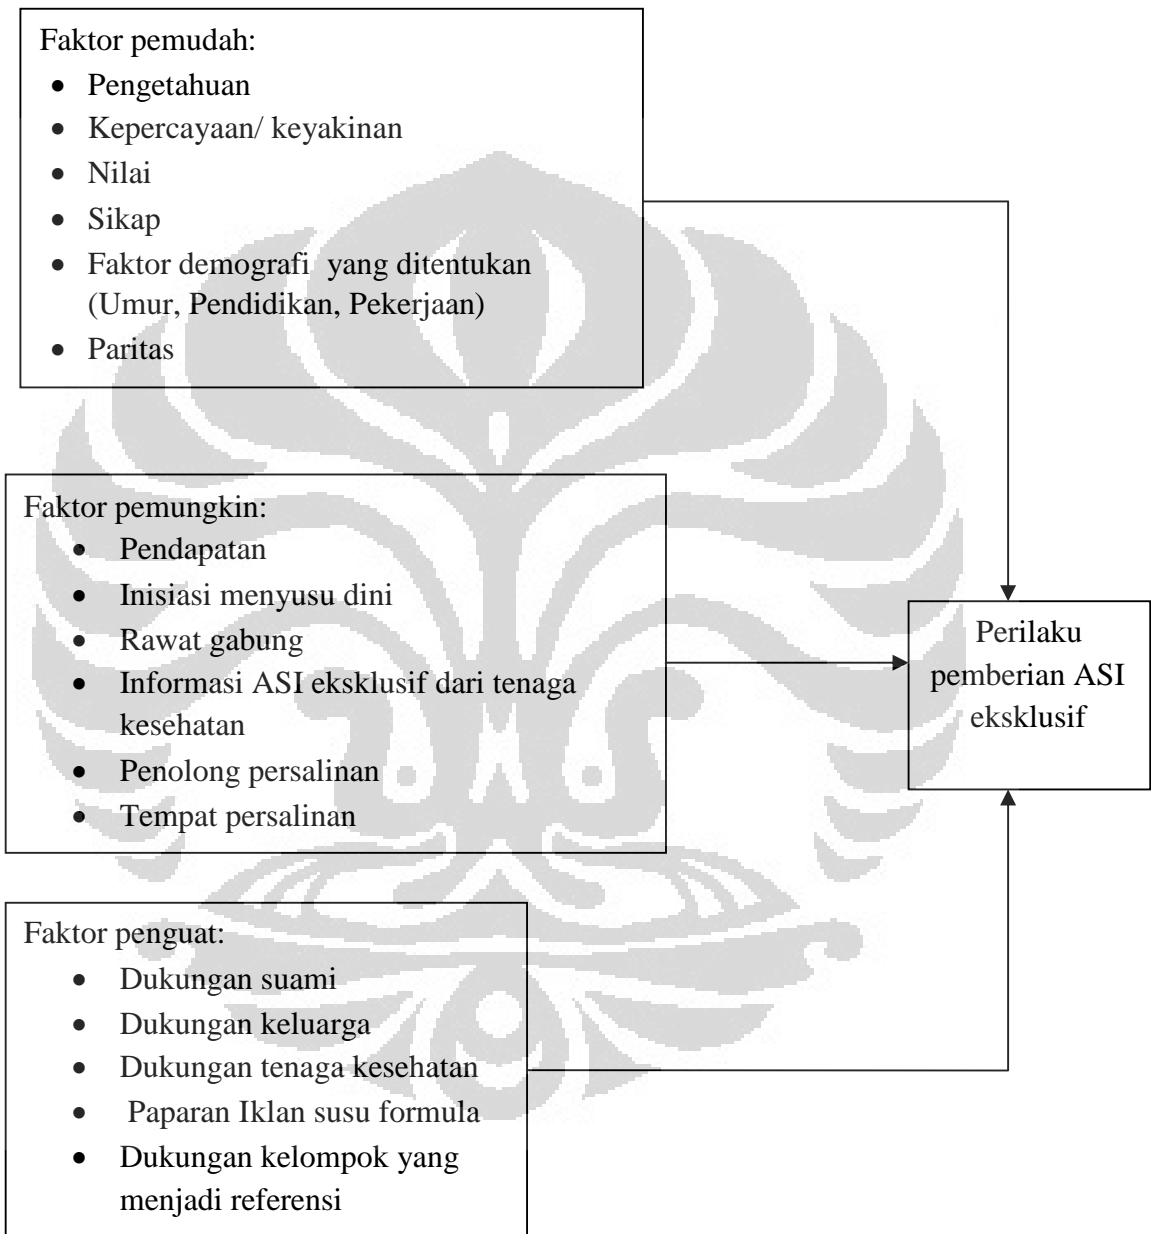 Faktor pemudah:
• Pengetahuan
• Kepercayaan/ keyakinan
• Nilai
• Sikap
• Faktor demografi yang ditentukan
(Umur, Pendidikan, Pekerjaan)
• Paritas
Faktor pemungkin:
• Pendapatan
• Inisiasi menyusu dini
• Rawat gabung
• Informasi ASI eksklusif dari tenaga
kesehatan
• Penolong persalinan
• Tempat persalinan
Perilaku
pemberian ASI
eksklusif
Faktor penguat:
• Dukungan suami
• Dukungan keluarga
• Dukungan tenaga kesehatan
• Paparan Iklan susu formula
• Dukungan kelompok yang
menjadi referensi